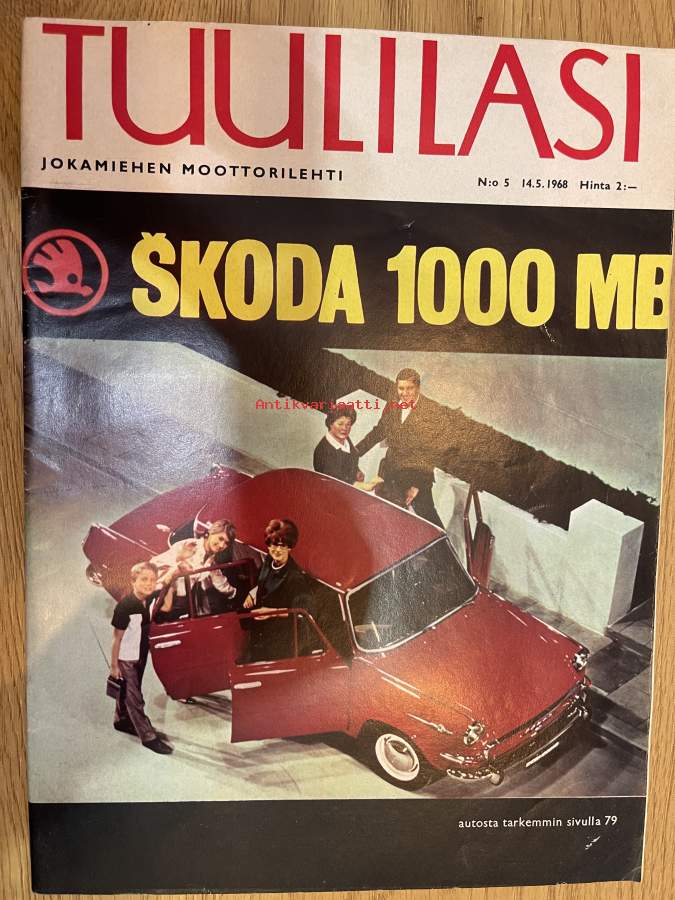 TUULILASI
JOKAMIEHEN MOOTTORILEHTI
N:o 5 14.5.1968 Hinta 2:—
ŠKODA 1000 MB
Antikvariaatti.net
autosta tarkemmin sivulla 79